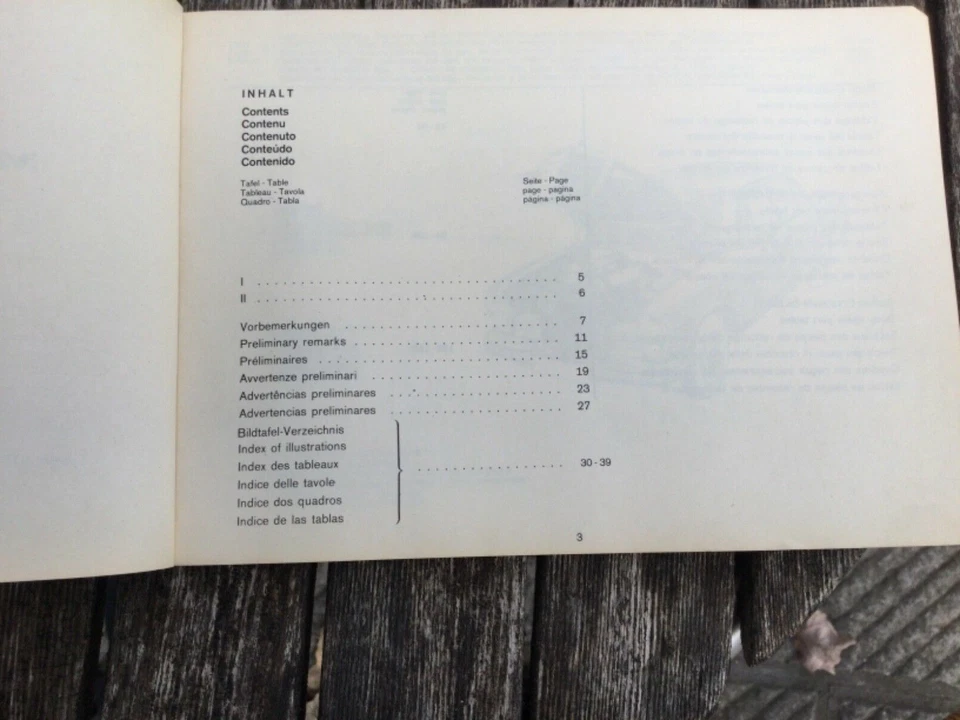 INHALT
Contents
Contenu
Contenuto
Conteúdo
Contenido
Tafel - Table
Tableau - Tavola
Quadro - Tabla
Seite - Page
page - pagina
página - página
I . . . . . . . . . . . . . . . . . . . . . . . . . . . . . . 5
II . . . . . . . . . . . . . . . . . . . . . . . . . . . . . . 6
Vorbemerkungen . . . . . . . . . . . . . . . . . . . . . 7
Preliminary remarks . . . . . . . . . . . . . . . . . . . . 11
Préliminaires . . . . . . . . . . . . . . . . . . . . . . . . 15
Avvertenze preliminari . . . . . . . . . . . . . . . . . . 19
Advertências preliminares . . . . . . . . . . . . . . . . 23
Advertencias preliminares . . . . . . . . . . . . . . . . 27
Bildtafel-Verzeichnis
Index of illustrations
Index des tableaux
Indice delle tavole
Indice dos quadros
Indice de las tablas
. . . . . . . . . . . . . . 30 - 39
3